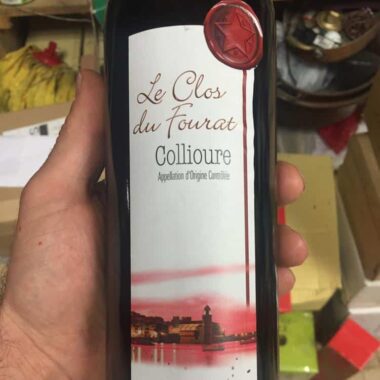 Le Clos
du Fourat
Collioure
Appellation d'Origine Contrôlée